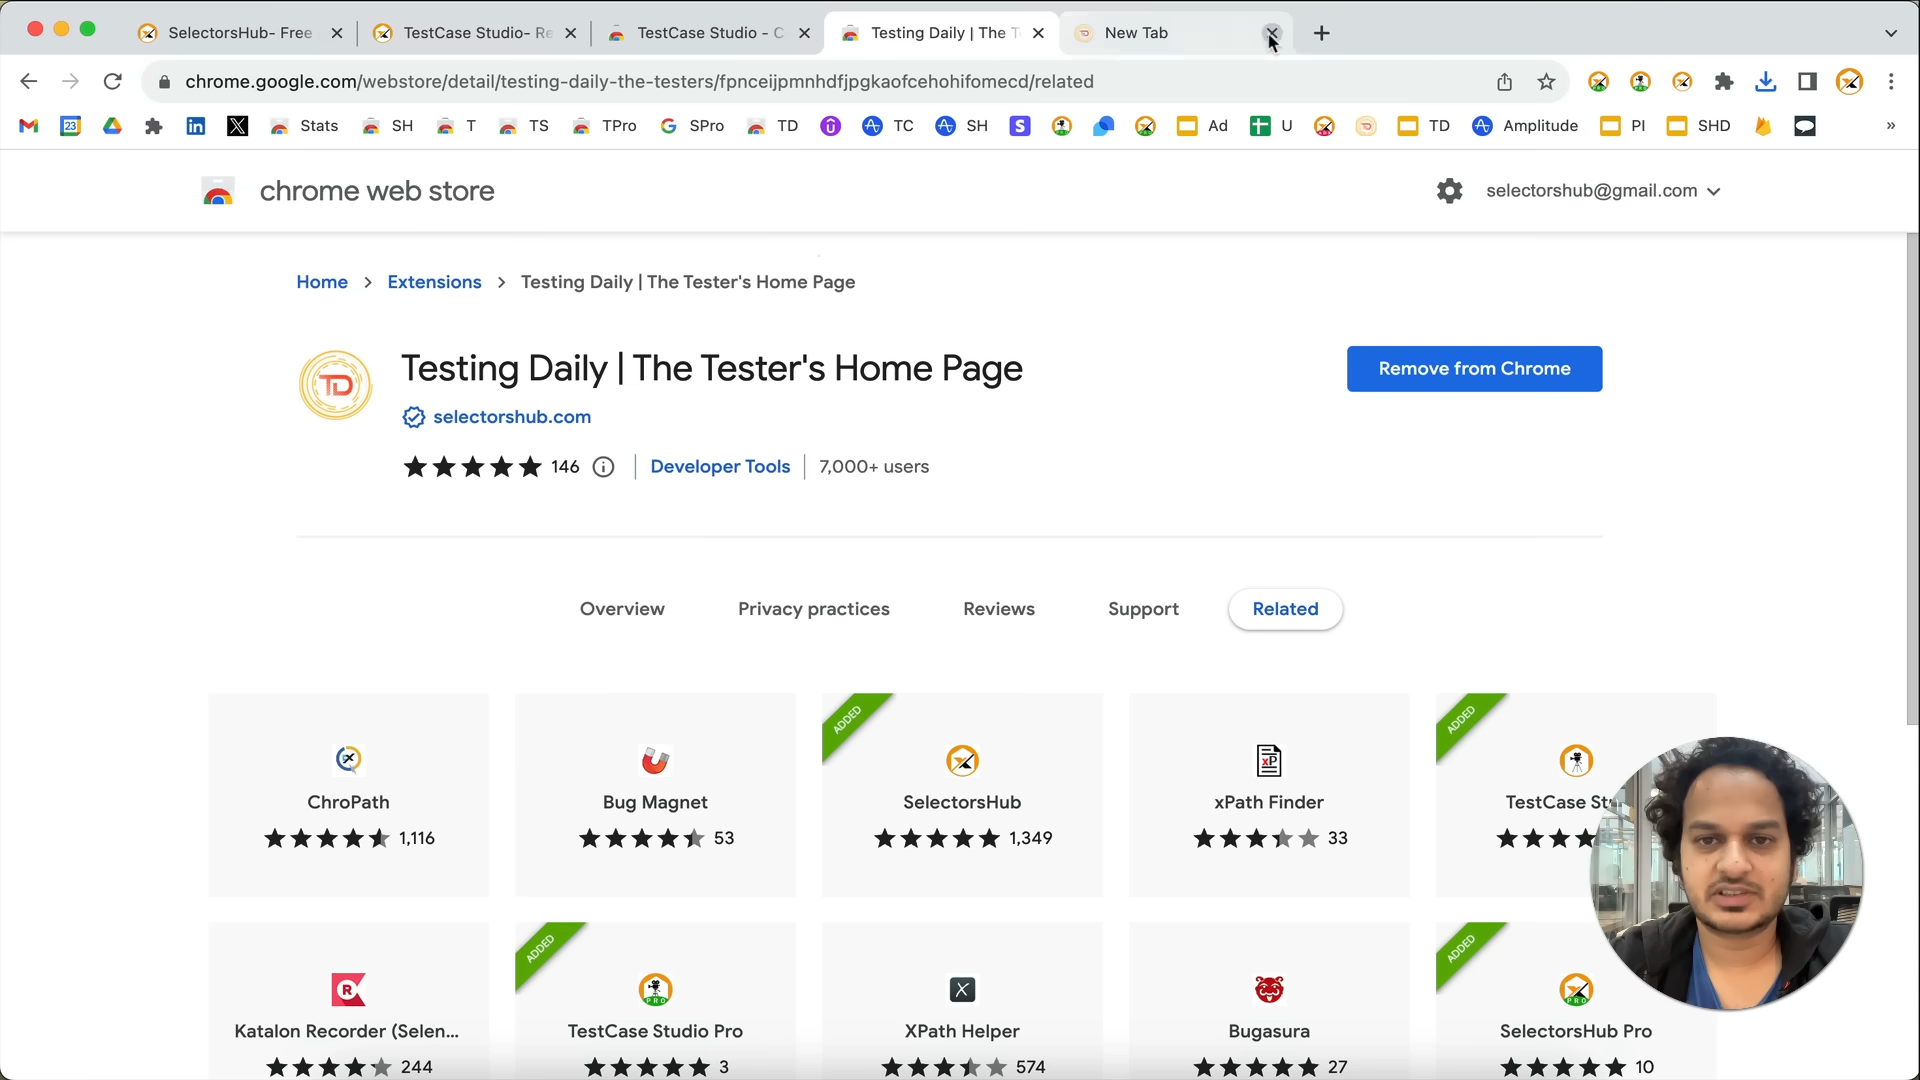 SelectorsHub- Free
TestCase Studio- Re
TestCase Studio - C
Testing Daily | The T
New Tab
chrome.google.com/webstore/detail/testing-daily-the-testers/fpnceijpmnhdfjpgkaofcehohifomecd/related
23
Stats
SH
T
TS
TPro
SPro
TD
TC
SH
Ad
U
TD
Amplitude
PI
SHD
»
chrome web store
selectorshub@gmail.com
Home > Extensions > Testing Daily | The Tester's Home Page
TD
Testing Daily | The Tester's Home Page
Remove from Chrome
selectorshub.com
146
Developer Tools
7,000+ users
Overview
Privacy practices
Reviews
Support
Related
ChroPath
1,116
Bug Magnet
53
ADDED
SelectorsHub
1,349
xP
xPath Finder
33
ADDED
TestCase St
R
Katalon Recorder (Selen...
244
ADDED
PRO
TestCase Studio Pro
3
X
XPath Helper
574
Bugasura
27
ADDED
PRO
SelectorsHub Pro
10